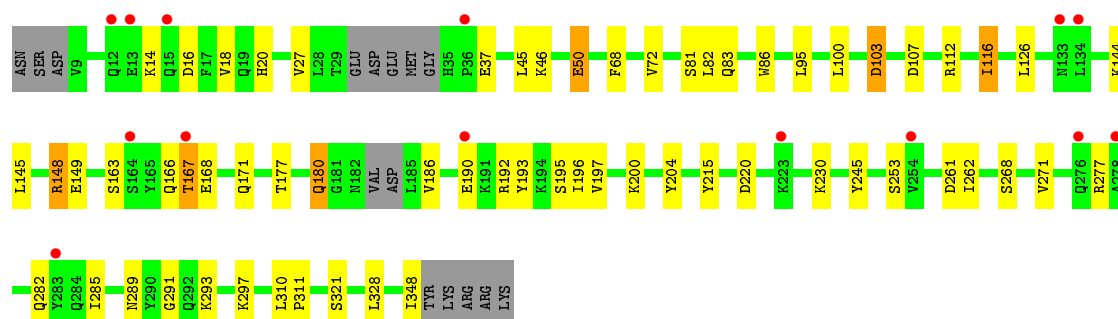 ASN SER ASP V9 Q12 E13 K14 Q15 D16 F17 V18 Q19 H20 V27 L28 T29 GLU ASP GLU MET GLY H35 P36 E37 L45 K46 E50 F68 V72 S81 L82 Q83 W86 L95 L100 D103 D107 R112 I116 L126 N133 L134 K144
L145 R148 E149 S163 S164 Y165 Q166 T167 E168 Q171 T177 Q180 G181 N182 VAL ASP L185 V186 E190 K191 R192 Y193 K194 S195 I196 V197 K200 Y204 Y215 D220 K223 K230 Y245 S253 V254 D261 I262 S268 V271 Q276 R277 A278
Q282 Y283 Q284 I285 N289 Y290 G291 Q292 K293 K297 L310 P311 S321 L328 I348 TYR LYS ARG ARG LYS